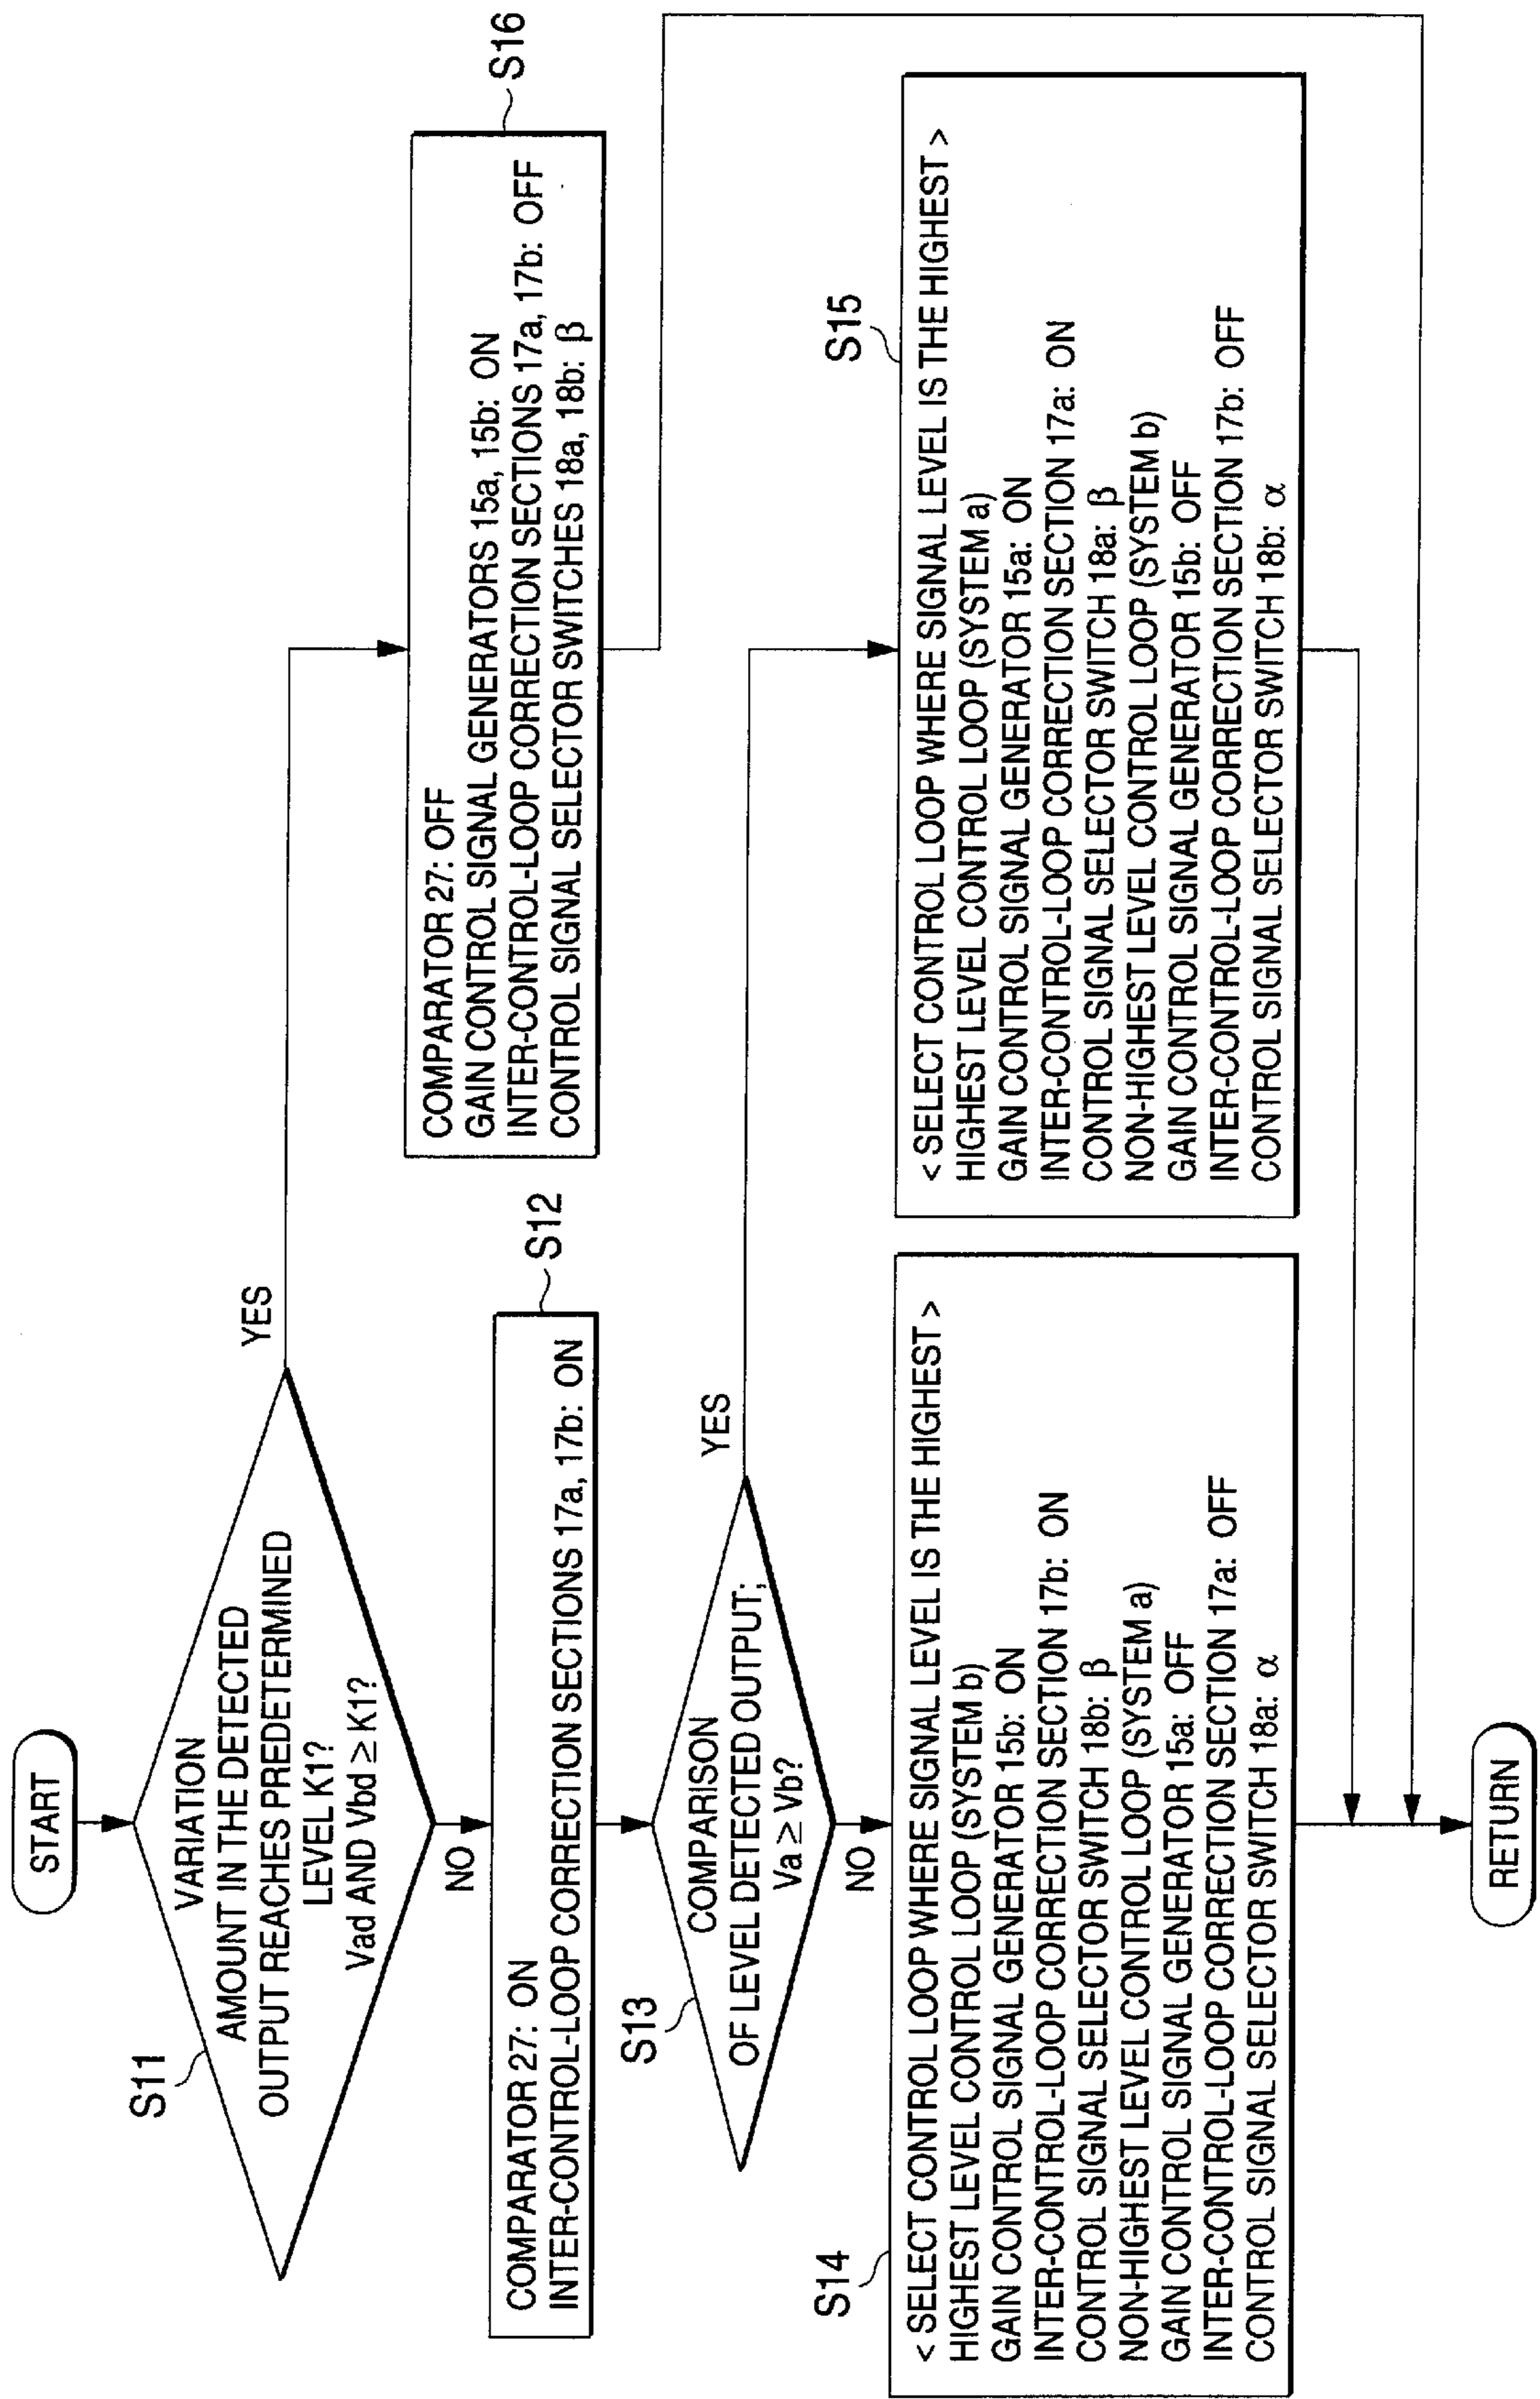 START
S11
VARIATION
AMOUNT IN THE DETECTED
OUTPUT REACHES PREDETERMINED
LEVEL K1?
Vad AND Vbd ≥ K1?
YES
NO
S16
COMPARATOR 27: OFF
GAIN CONTROL SIGNAL GENERATORS 15a, 15b: ON
INTER-CONTROL-LOOP CORRECTION SECTIONS 17a, 17b: OFF
CONTROL SIGNAL SELECTOR SWITCHES 18a, 18b: β
S12
COMPARATOR 27: ON
INTER-CONTROL-LOOP CORRECTION SECTIONS 17a, 17b: ON
S13
COMPARISON
OF LEVEL DETECTED OUTPUT;
Va ≥ Vb?
YES
NO
S14
< SELECT CONTROL LOOP WHERE SIGNAL LEVEL IS THE HIGHEST >
HIGHEST LEVEL CONTROL LOOP (SYSTEM b)
GAIN CONTROL SIGNAL GENERATOR 15b: ON
INTER-CONTROL-LOOP CORRECTION SECTION 17b: ON
CONTROL SIGNAL SELECTOR SWITCH 18b: β
NON-HIGHEST LEVEL CONTROL LOOP (SYSTEM a)
GAIN CONTROL SIGNAL GENERATOR 15a: OFF
INTER-CONTROL-LOOP CORRECTION SECTION 17a: OFF
CONTROL SIGNAL SELECTOR SWITCH 18a: α
S15
< SELECT CONTROL LOOP WHERE SIGNAL LEVEL IS THE HIGHEST >
HIGHEST LEVEL CONTROL LOOP (SYSTEM a)
GAIN CONTROL SIGNAL GENERATOR 15a: ON
INTER-CONTROL-LOOP CORRECTION SECTION 17a: ON
CONTROL SIGNAL SELECTOR SWITCH 18a: β
NON-HIGHEST LEVEL CONTROL LOOP (SYSTEM b)
GAIN CONTROL SIGNAL GENERATOR 15b: OFF
INTER-CONTROL-LOOP CORRECTION SECTION 17b: OFF
CONTROL SIGNAL SELECTOR SWITCH 18b: α
RETURN